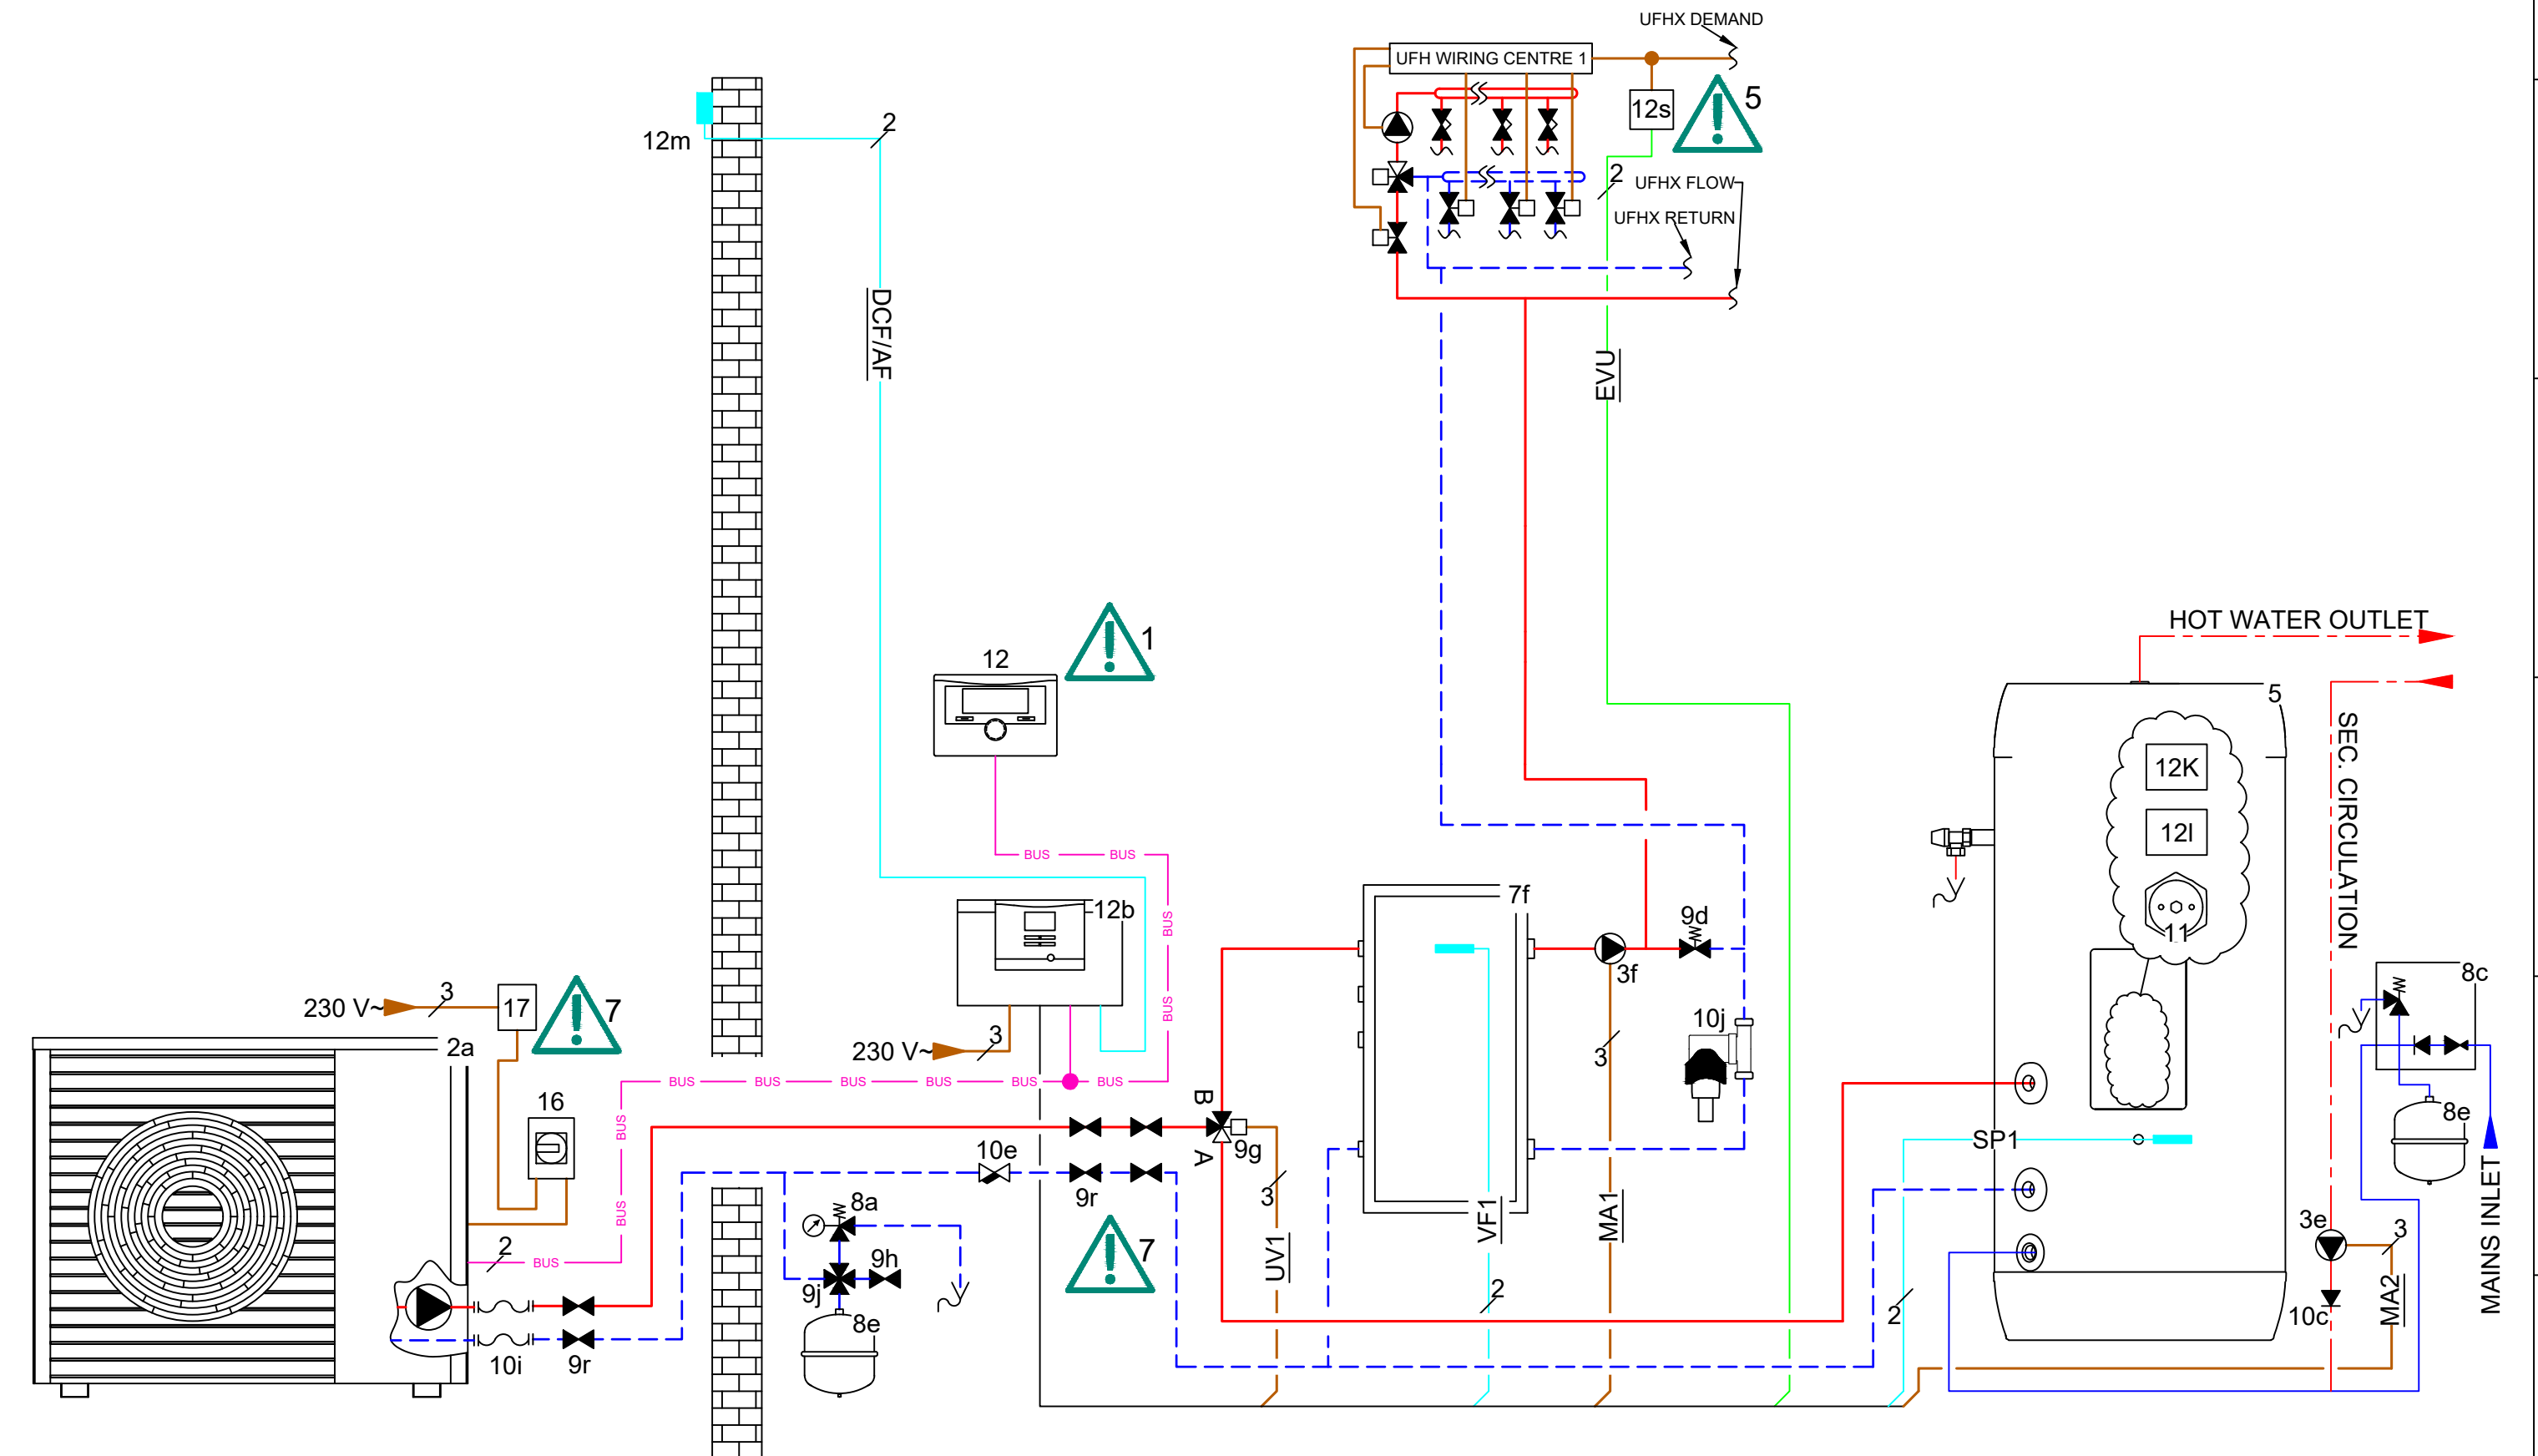 UFHX DEMAND
UFH WIRING CENTRE 1
12s
5
2
12m
2
UFHX FLOW
UFHX RETURN
DCF/AF
EVU
HOT WATER OUTLET
1
12
5
SEC. CIRCULATION
12K
12l
11
BUS
BUS
7f
12b
9d
BUS
3f
8c
230 V~
3
17
7
BUS
10j
2a
230 V~
3
3
BUS
BUS
BUS
BUS
BUS
BUS
16
B
8e
BUS
10e
A
9g
SP1
3
9r
8a
BUS
VF1
MA1
MAINS INLET
3e
3
2
BUS
9h
7
UV1
9j
2
2
MA2
8e
10c
10i
9r